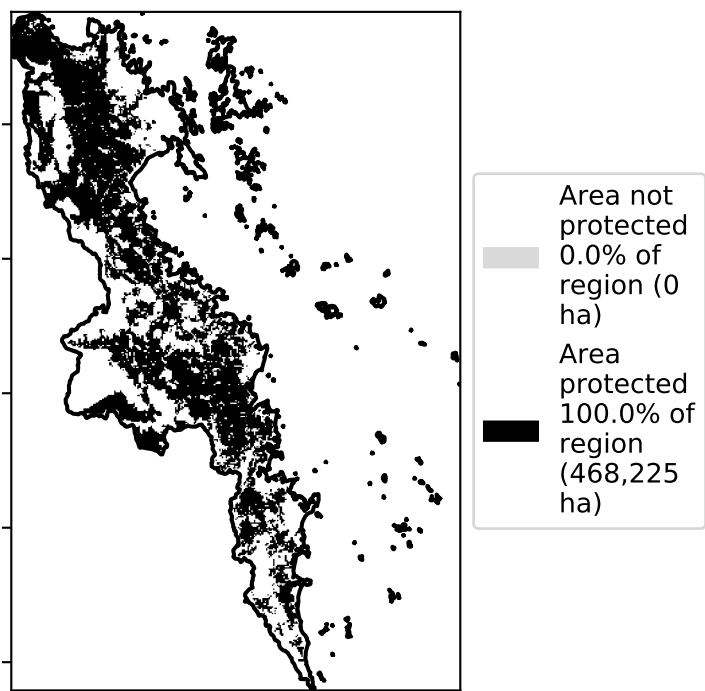 Area not
protected
0.0% of
region (0
ha)
Area
protected
100.0% of
region
(468,225
ha)